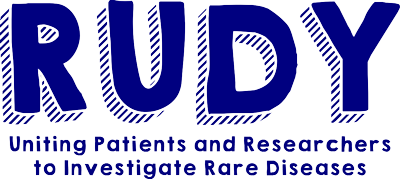 RUDY
Uniting Patients and Researchers
to Investigate Rare Diseases